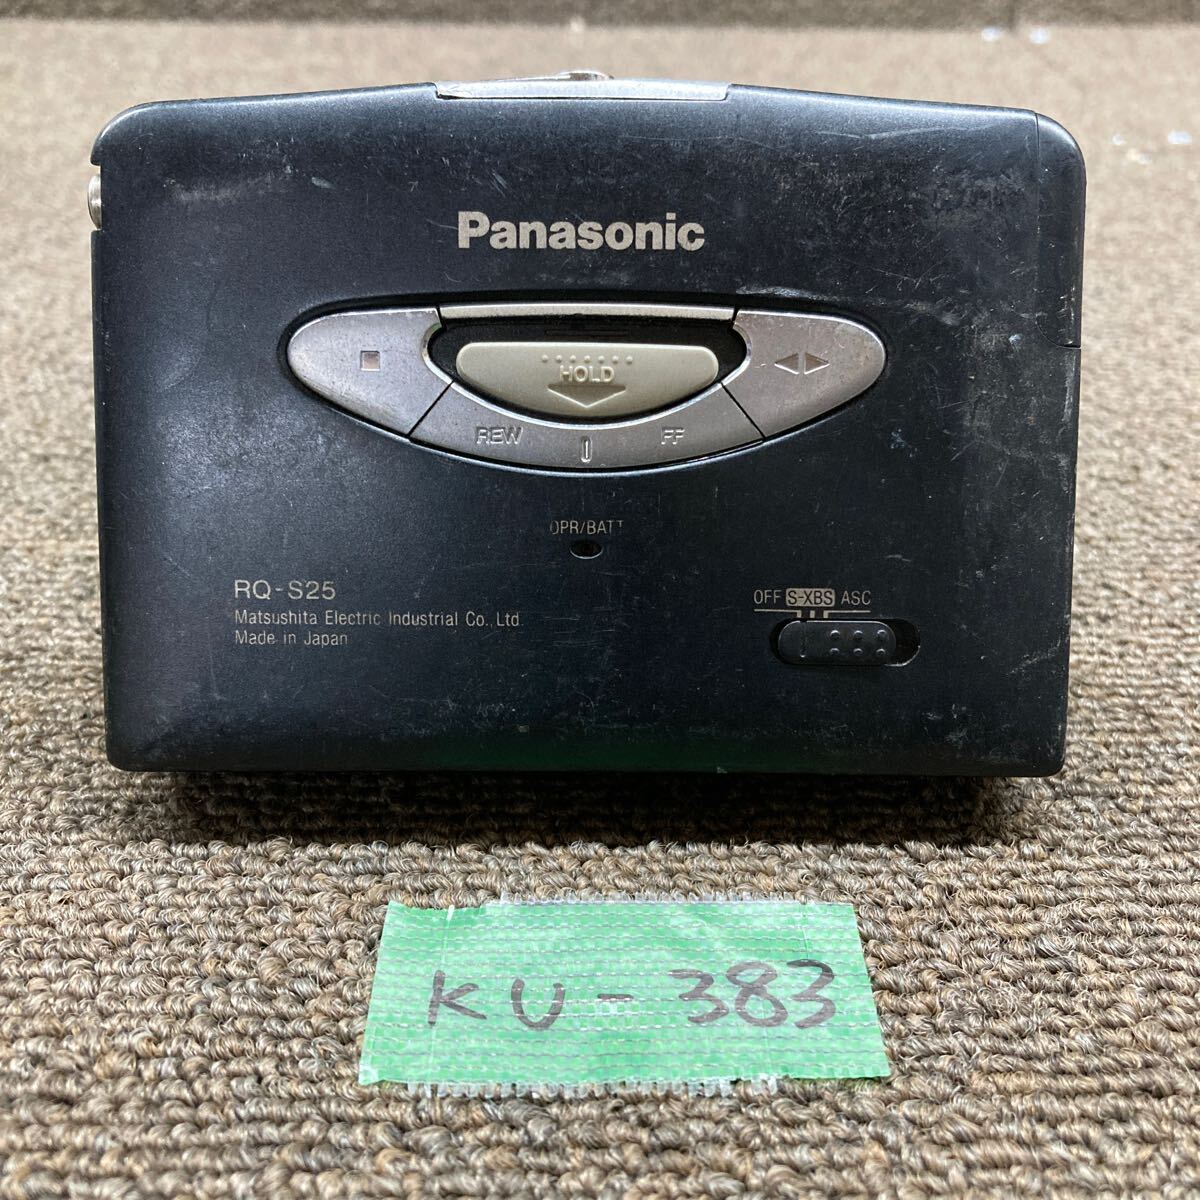 Panasonic
HOLD
REW FF
OPR/BATT
RQ-S25
Matsushita Electric Industrial Co., Ltd.
Made in Japan
OFF S-XBS ASC
KU-383